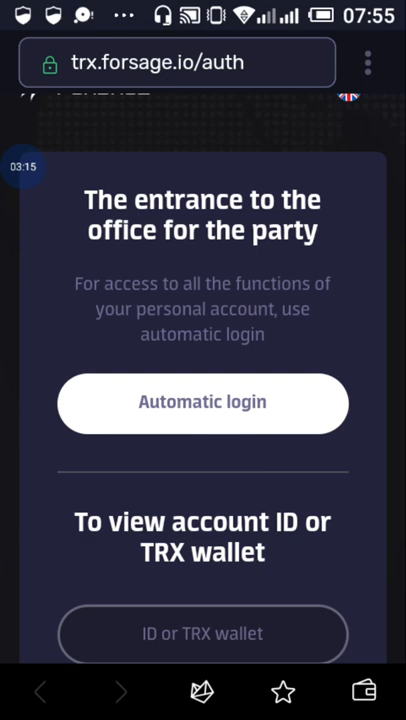 07:55
trx.forsage.io/auth
03:15
The entrance to the
office for the party
For access to all the functions of
your personal account, use
automatic login
Automatic login
To view account ID or
TRX wallet
ID or TRX wallet